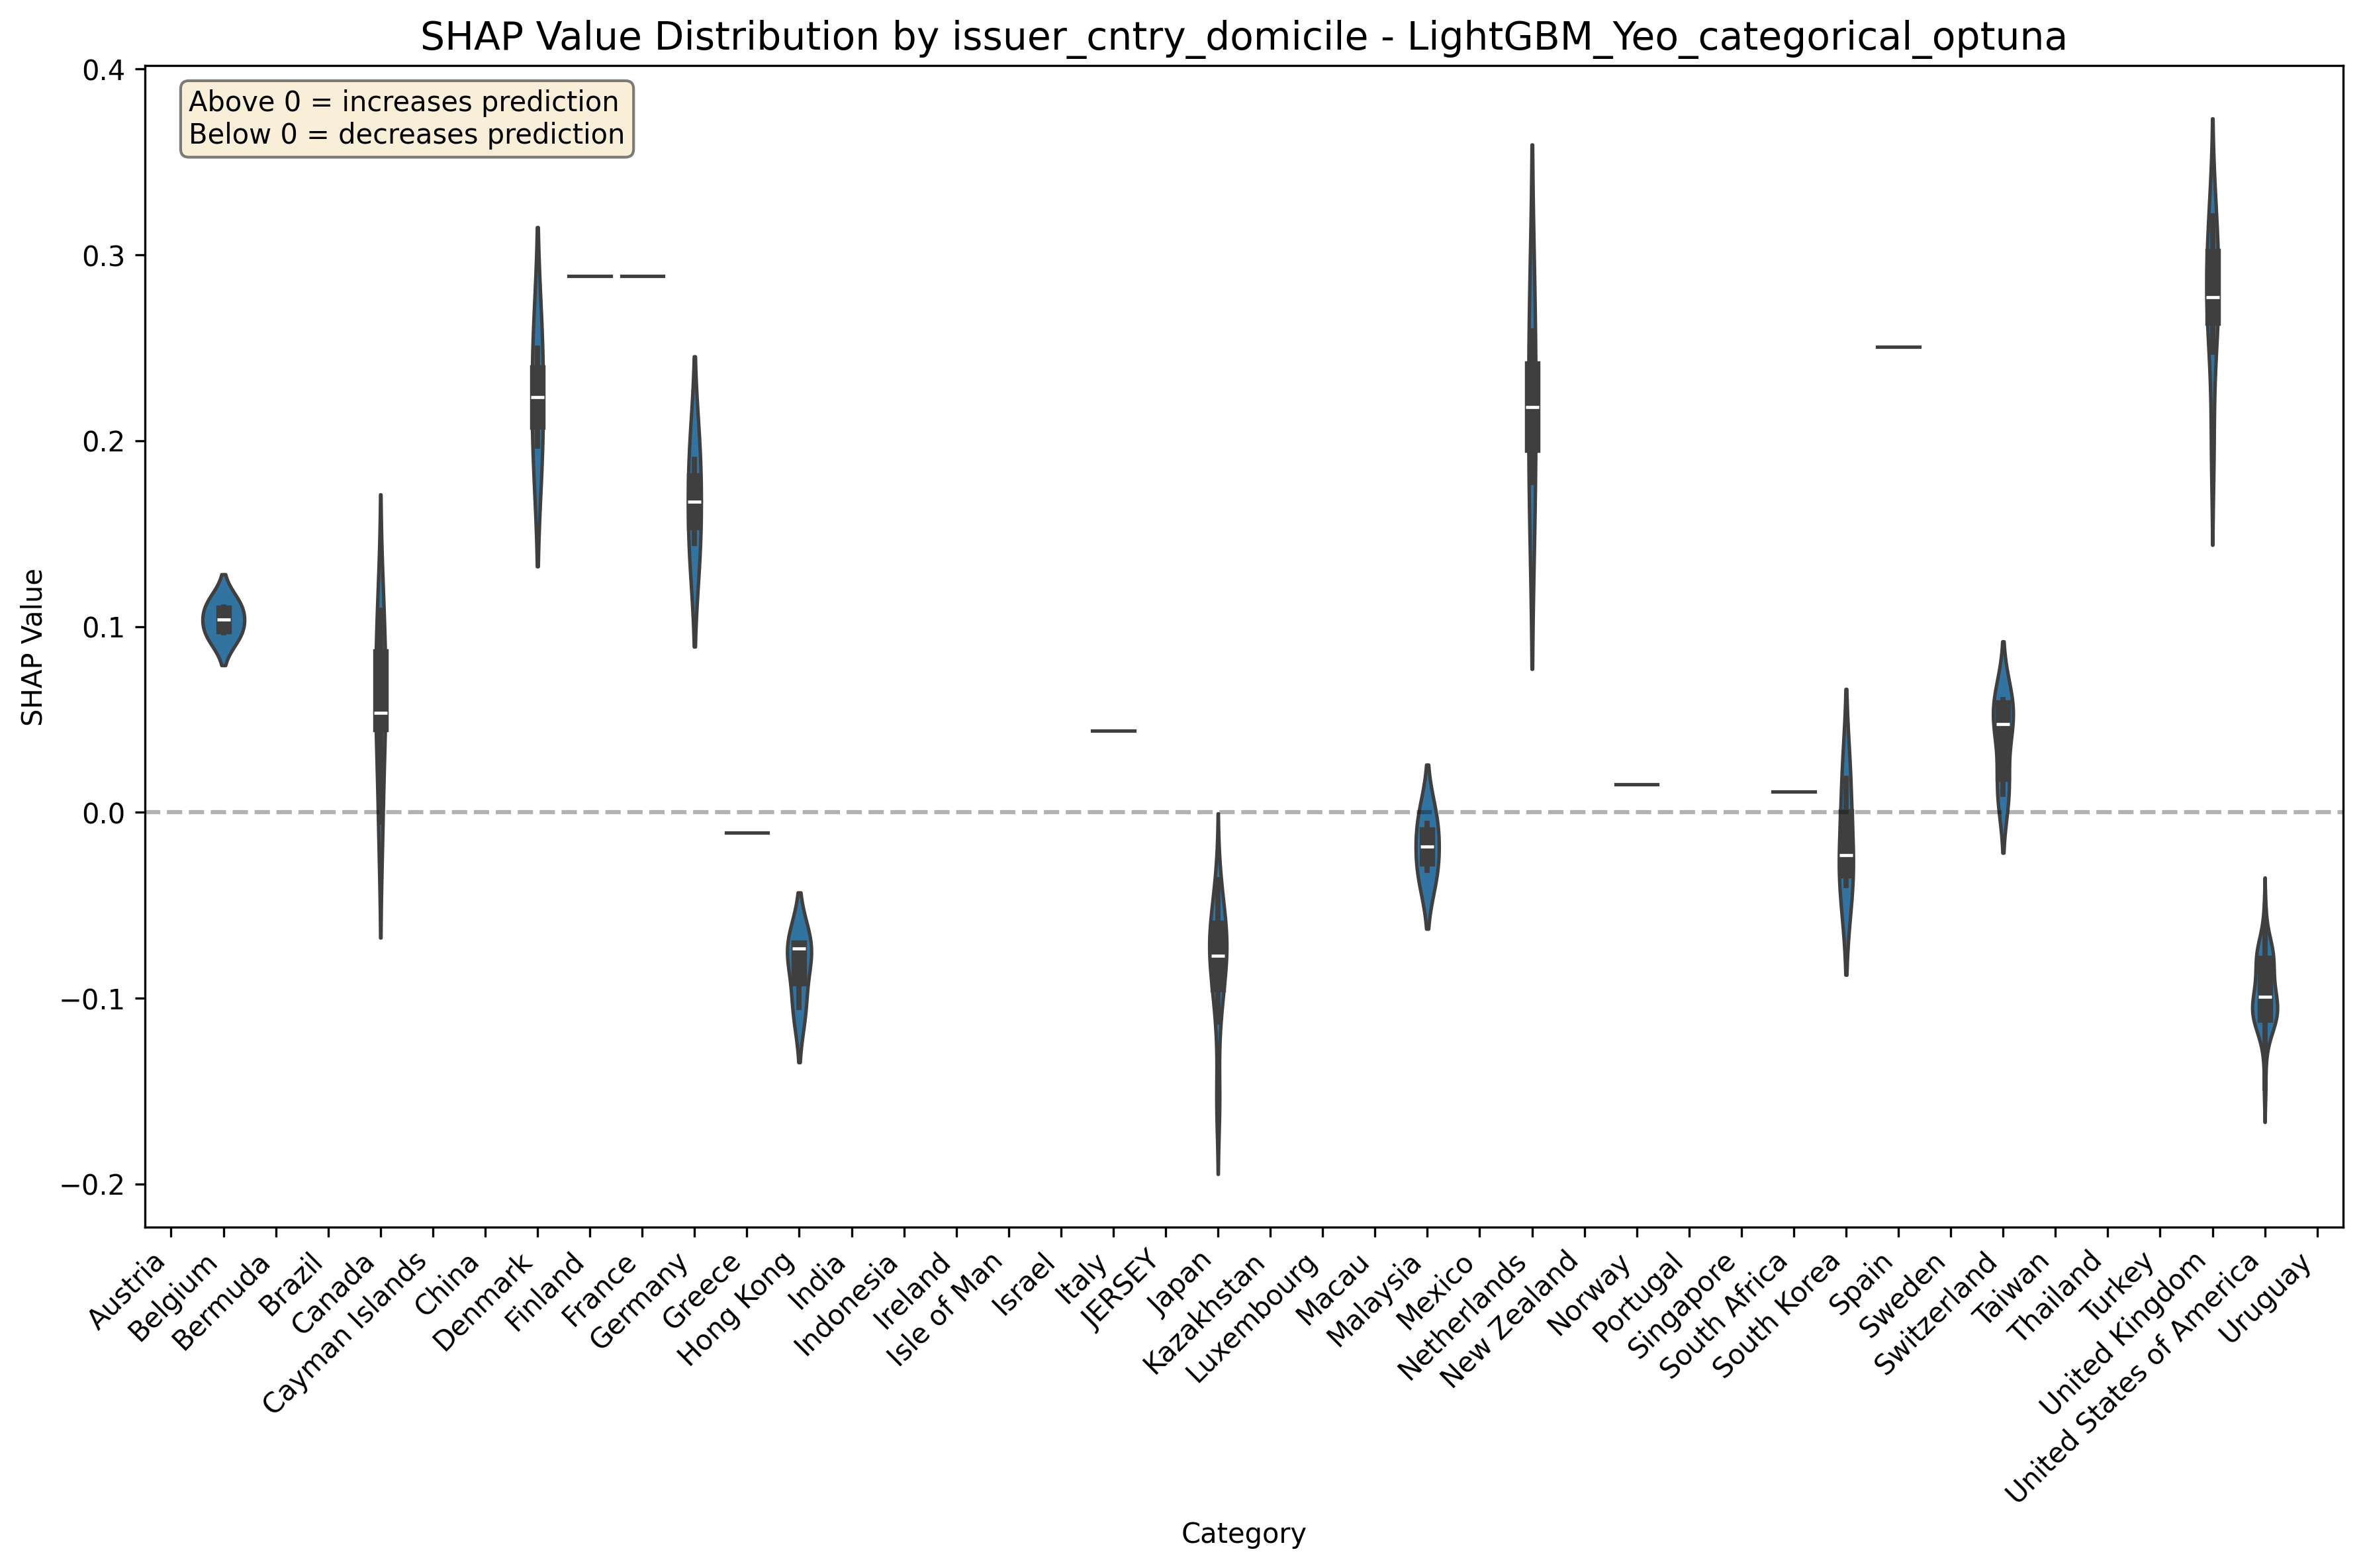 SHAP Value Distribution by issuer_cntry_domicile - LightGBM_Yeo_categorical_optuna
Above 0 = increases prediction
Below 0 = decreases prediction
SHAP Value
0.4
0.3
0.2
0.1
0.0
−0.1
−0.2
Austria
Belgium
Bermuda
Brazil
Canada
Cayman Islands
China
Denmark
Finland
France
Germany
Greece
Hong Kong
India
Indonesia
Ireland
Isle of Man
Israel
Italy
JERSEY
Japan
Kazakhstan
Luxembourg
Macau
Malaysia
Mexico
Netherlands
New Zealand
Norway
Portugal
Singapore
South Africa
South Korea
Spain
Sweden
Switzerland
Taiwan
Thailand
Turkey
United Kingdom
United States of America
Uruguay
Category